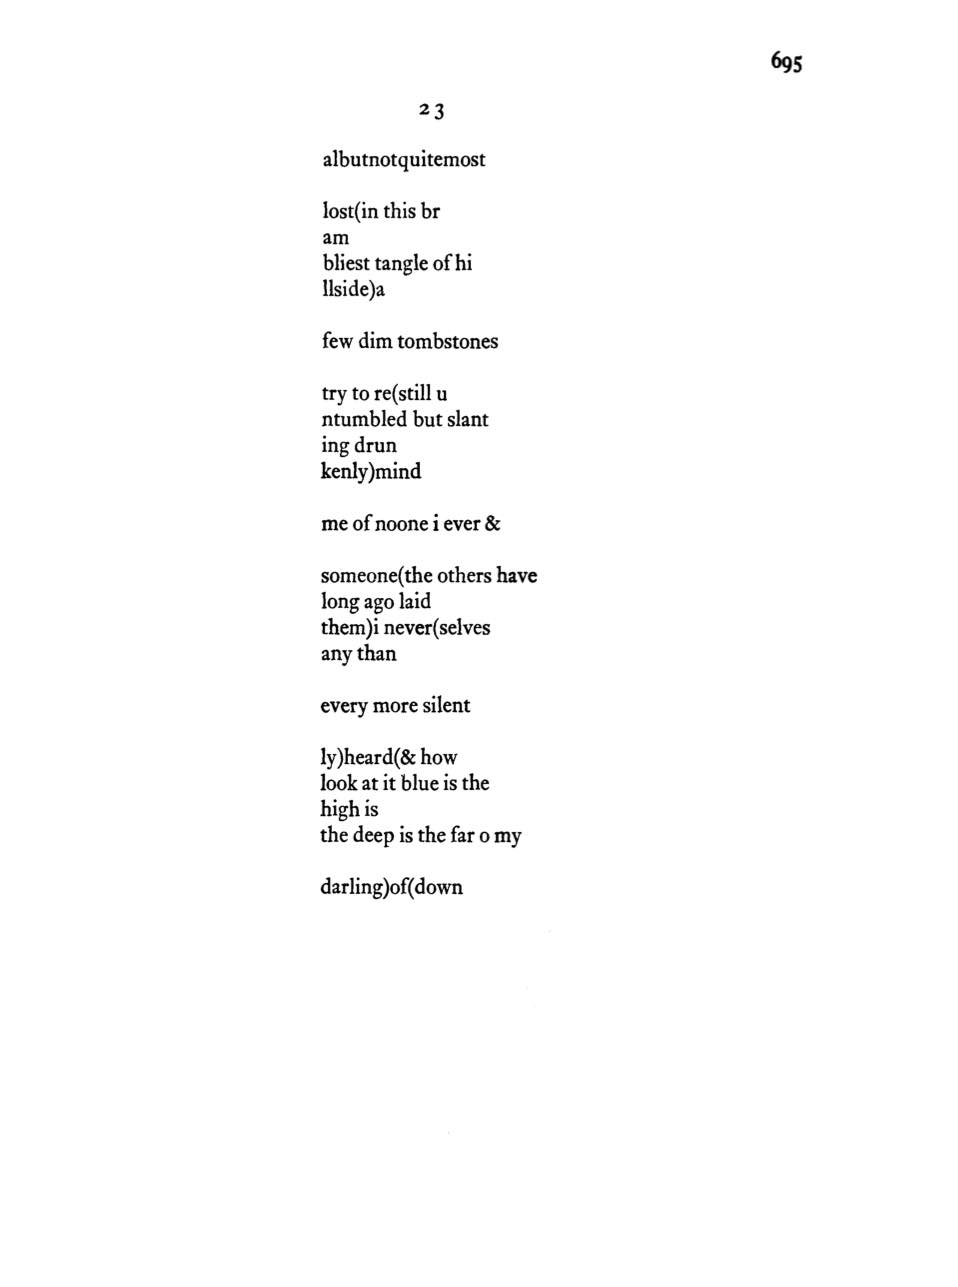 695
23
albutnotquitemost
lost(in this br
am
bliest tangle of hi
llside)a
few dim tombstones
try to re(still u
ntumbled but slant
ing drun
kenly)mind
me of noone i ever &
someone(the others have
long ago laid
them)i never(selves
any than
every more silent
ly)heard(& how
look at it blue is the
high is
the deep is the far o my
darling)of(down